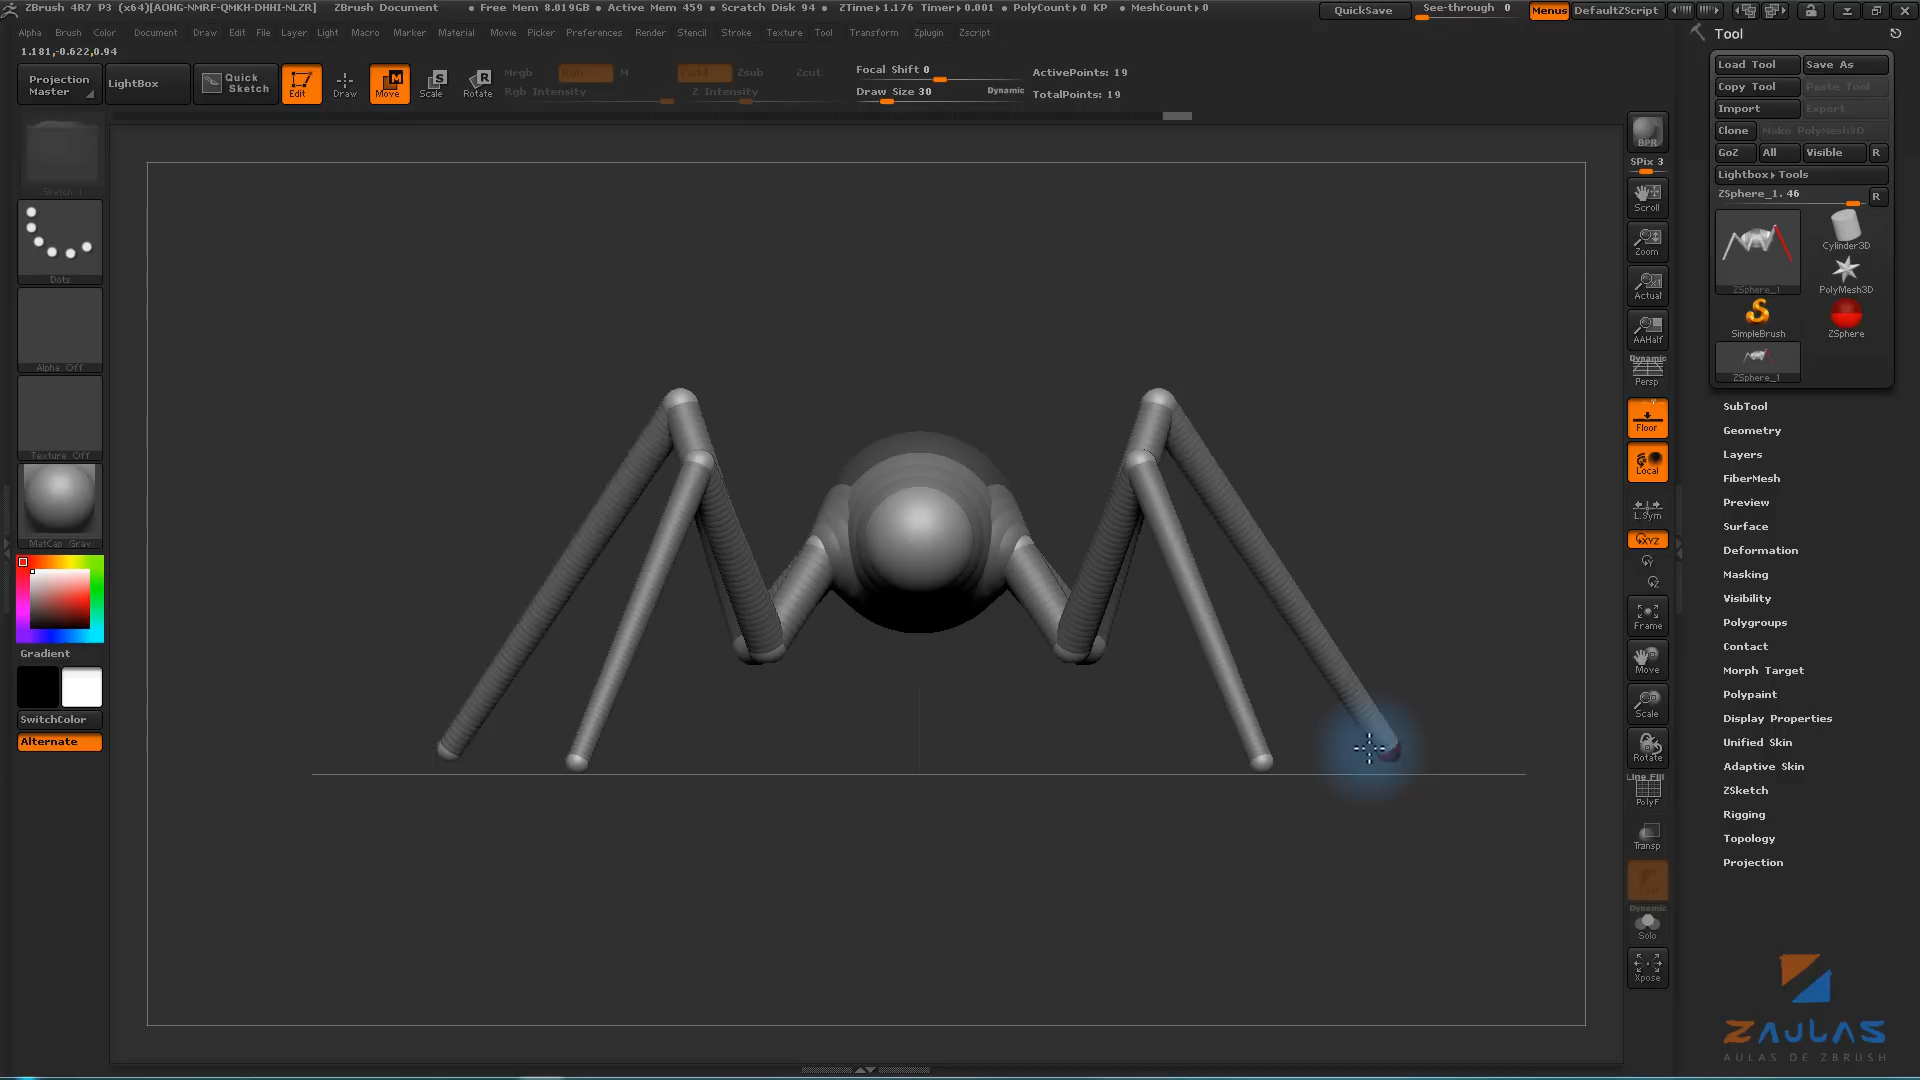 ZBrush 4R7 P3 (x64)[AOHG-NMRF-QMKH-DHHI-NLZR] ZBrush Document • Free Mem 8.019GB • Active Mem 459 • Scratch Disk 94 • ZTime▸1.176 Timer▸0.001 • PolyCount▸0 KP • MeshCount▸0 QuickSave See-through 0 Menus DefaultZScript
Alpha Brush Color Document Draw Edit File Layer Light Macro Marker Material Movie Picker Preferences Render Stencil Stroke Texture Tool Transform Zplugin Zscript
1.181,-0.622,0.94
Projection Master
LightBox
Quick Sketch
Edit
Draw
Move
Scale
Rotate
Mrgb
M
Rgb Intensity
Zadd
Zsub
Zcut
Z Intensity
Focal Shift 0
Draw Size 30
Dynamic
ActivePoints: 19
TotalPoints: 19
Sketch 1
Dots
Alpha Off
Texture Off
MatCap Gray
Gradient
SwitchColor
Alternate
BPR
SPix 3
Scroll
Zoom
Actual
AAHalf
Dynamic
Persp
Floor
Local
L.Sym
XYZ
Y
Z
Frame
Move
Scale
Rotate
Line Fill
PolyF
Transp
Dynamic
Solo
Xpose
Tool
Load Tool
Save As
Copy Tool
Paste Tool
Import
Export
Clone
Make PolyMesh3D
GoZ
All
Visible
R
Lightbox▸Tools
ZSphere_1. 46
R
ZSphere_1
Cylinder3D
PolyMesh3D
SimpleBrush
ZSphere
ZSphere_1
SubTool
Geometry
Layers
FiberMesh
Preview
Surface
Deformation
Masking
Visibility
Polygroups
Contact
Morph Target
Polypaint
Display Properties
Unified Skin
Adaptive Skin
ZSketch
Rigging
Topology
Projection
ZAULAS
AULAS DE ZBRUSH